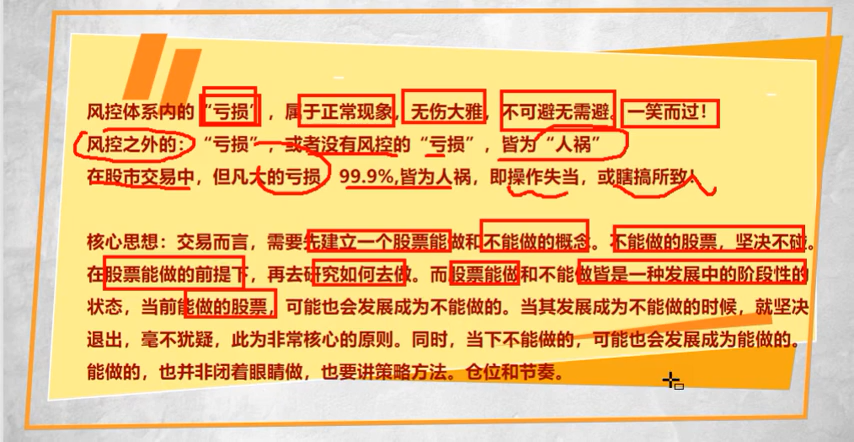 风控体系内的“亏损”，属于正常现象，无伤大雅，不可避无需避。一笑而过！
风控之外的：“亏损”，或者没有风控的“亏损”，皆为“人祸”
在股市交易中，但凡大的亏损，99.9%,皆为人祸，即操作失当，或瞎搞所致！
核心思想：交易而言，需要先建立一个股票能做和不能做的概念。不能做的股票，坚决不碰。
在股票能做的前提下，再去研究如何去做。而股票能做和不能做皆是一种发展中的阶段性的
状态，当前能做的股票，可能也会发展成为不能做的。当其发展成为不能做的时候，就坚决
退出，毫不犹疑，此为非常核心的原则。同时，当下不能做的，可能也会发展成为能做的。
能做的，也并非闭着眼睛做，也要讲策略方法。仓位和节奏。